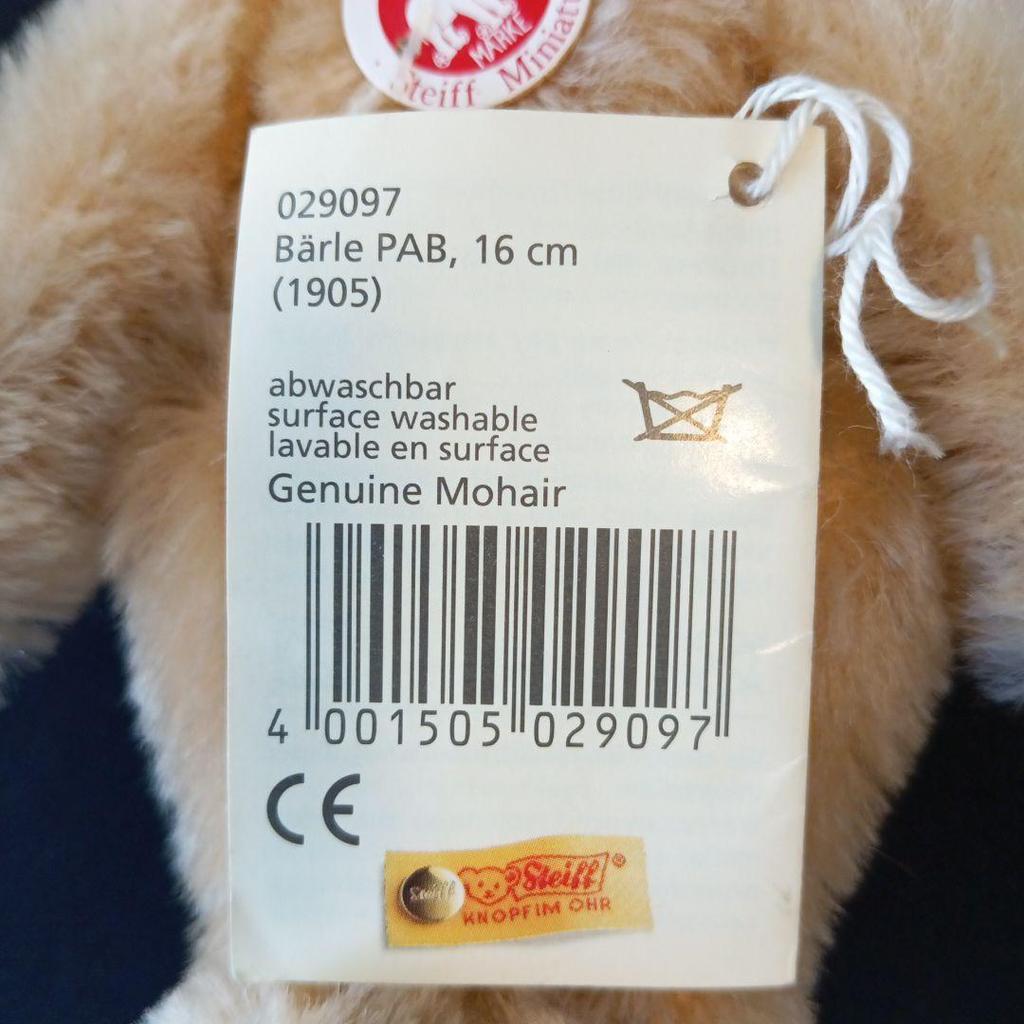 MARKE
Steiff Miniat
029097
Bärle PAB, 16 cm
(1905)
abwaschbar
surface washable
lavable en surface
Genuine Mohair
4 001505 029097
CE
Steiff
Steiff®
KNOPF IM OHR